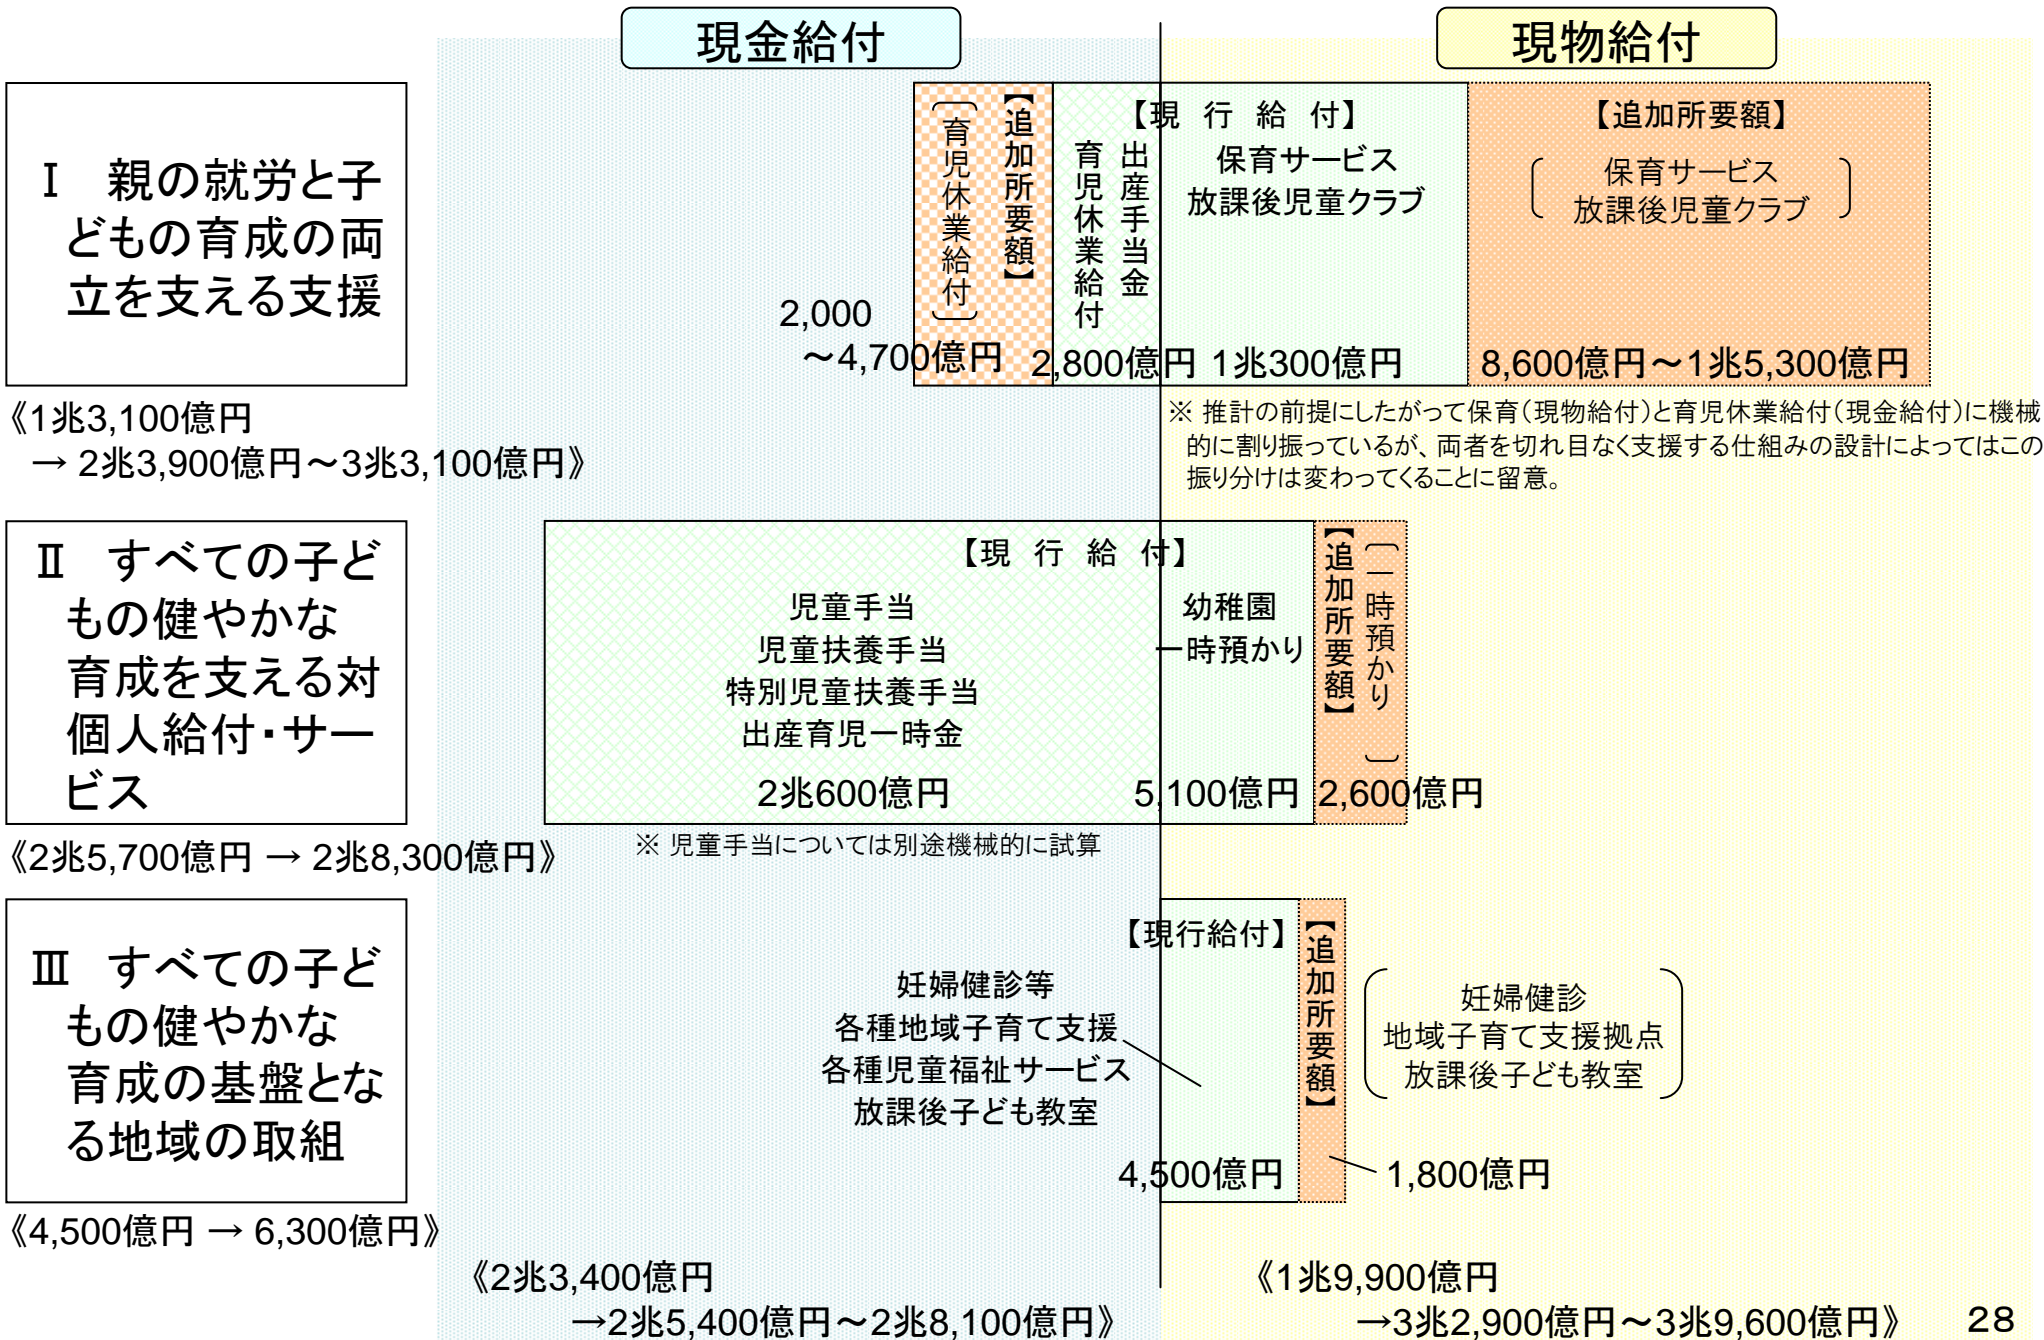 現金給付
現物給付
Ⅰ 親の就労と子
どもの育成の両
立を支える支援
《1兆3,100億円
→ 2兆3,900億円～3兆3,100億円》
【追加所要額】
〔育児休業給付〕
2,000
～4,700億円
【現 行 給 付】
出産手当金
育児休業給付
2,800億円
保育サービス
放課後児童クラブ
1兆300億円
【追加所要額】
保育サービス
放課後児童クラブ
8,600億円～1兆5,300億円
※ 推計の前提にしたがって保育（現物給付）と育児休業給付（現金給付）に機械
的に割り振っているが、両者を切れ目なく支援する仕組みの設計によってはこの
振り分けは変わってくることに留意。
Ⅱ すべての子ど
もの健やかな
育成を支える対
個人給付・サー
ビス
《2兆5,700億円 → 2兆8,300億円》
【現 行 給 付】
児童手当
児童扶養手当
特別児童扶養手当
出産育児一時金
2兆600億円
幼稚園
一時預かり
5,100億円
【追加所要額】
〔一時預かり〕
2,600億円
※ 児童手当については別途機械的に試算
Ⅲ すべての子ど
もの健やかな
育成の基盤とな
る地域の取組
《4,500億円 → 6,300億円》
【現行給付】
妊婦健診等
各種地域子育て支援
各種児童福祉サービス
放課後子ども教室
4,500億円
【追加所要額】
妊婦健診
地域子育て支援拠点
放課後子ども教室
1,800億円
《2兆3,400億円
→2兆5,400億円～2兆8,100億円》
《1兆9,900億円
→3兆2,900億円～3兆9,600億円》
28